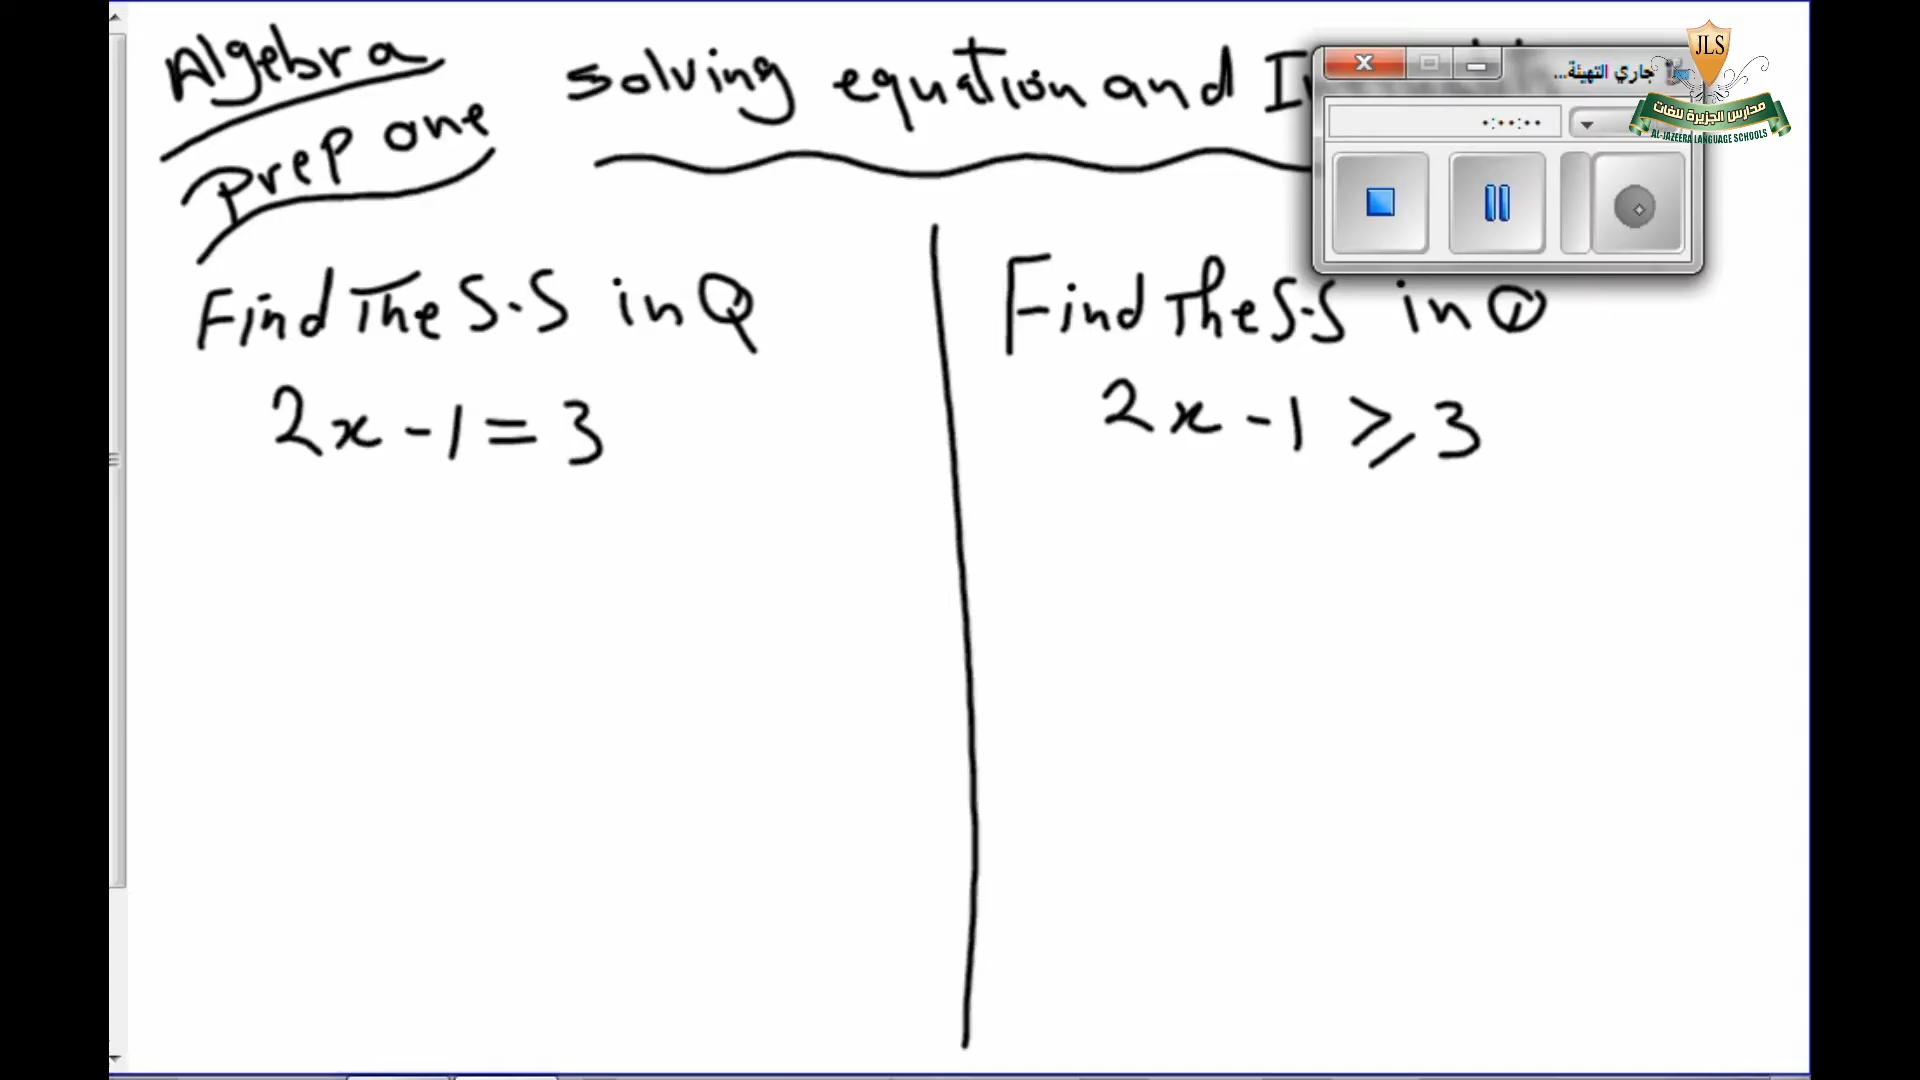 Algebra
Prep one
solving equation and
Find The S.S in Q
2x - 1 = 3
Find The S.S in Q
2x - 1 ⩾ 3
جاري التهيئة...
JLS
مدارس الجزيرة للغات
AL-JAZEERA LANGUAGE SCHOOLS